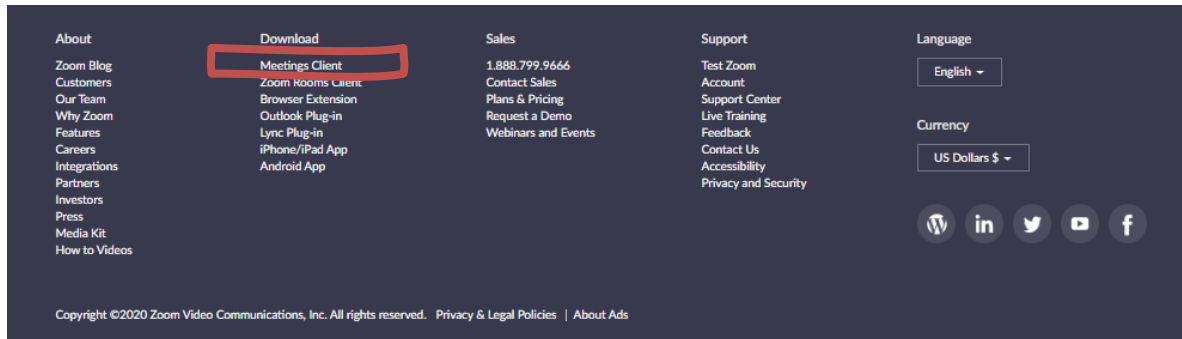 About
Zoom Blog
Customers
Our Team
Why Zoom
Features
Careers
Integrations
Partners
Investors
Press
Media Kit
How to Videos
Download
Meetings Client
Zoom Rooms Client
Browser Extension
Outlook Plug-in
Lync Plug-in
iPhone/iPad App
Android App
Sales
1.888.799.9666
Contact Sales
Plans & Pricing
Request a Demo
Webinars and Events
Support
Test Zoom
Account
Support Center
Live Training
Feedback
Contact Us
Accessibility
Privacy and Security
Language
English
Currency
US Dollars $
in
f
Copyright ©2020 Zoom Video Communications, Inc. All rights reserved. Privacy & Legal Policies | About Ads